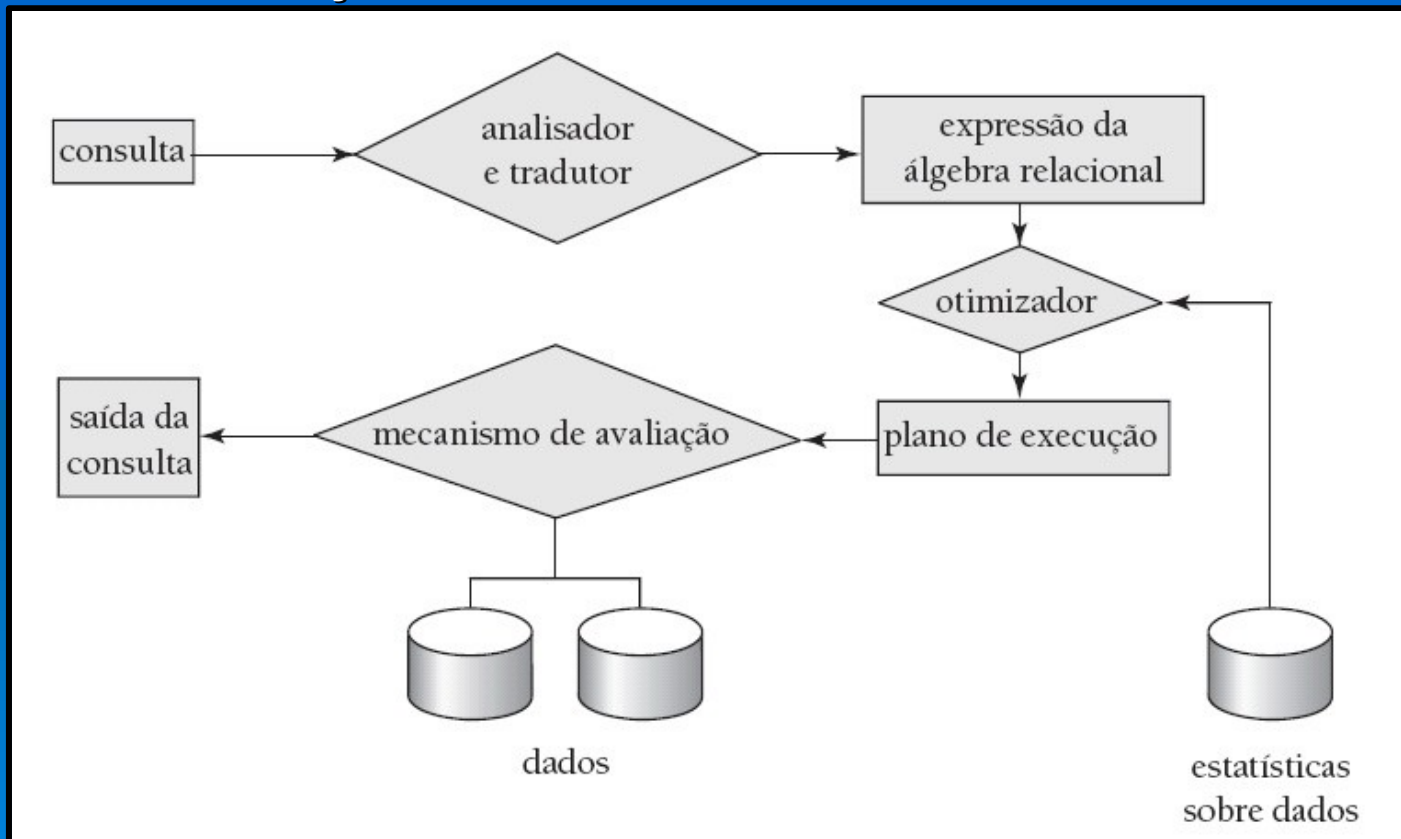 consulta
analisador
e tradutor
expressão da
álgebra relacional
otimizador
saída da
consulta
mecanismo de avaliação
plano de execução
dados
estatísticas
sobre dados